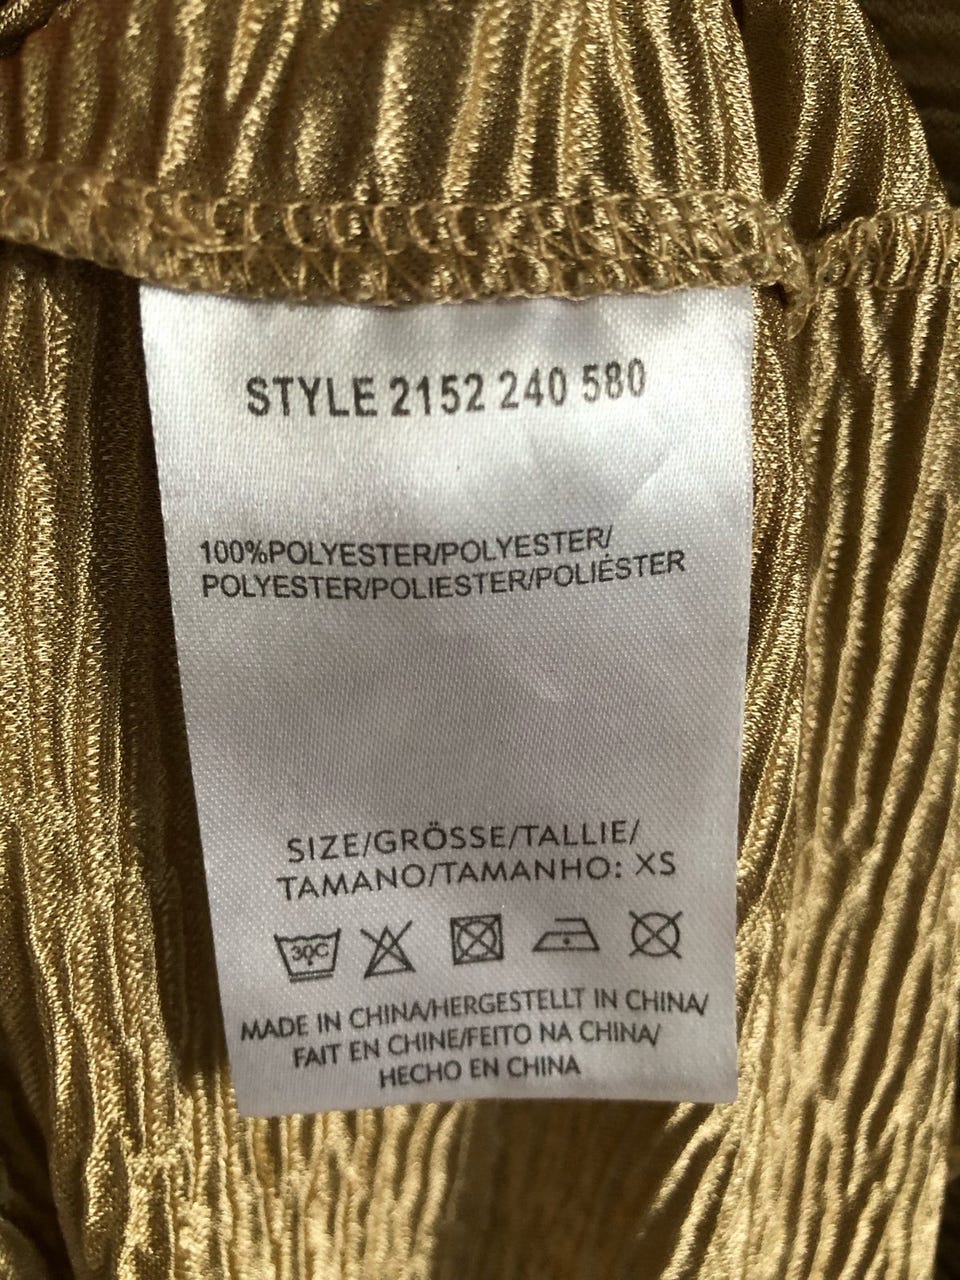 STYLE 2152 240 580
100%POLYESTER/POLYESTER/
POLYESTER/POLIESTER/POLIÉSTER
SIZE/GRÖSSE/TALLIE/
TAMANO/TAMANHO: XS
30C
MADE IN CHINA/HERGESTELLT IN CHINA/
FAIT EN CHINE/FEITO NA CHINA/
HECHO EN CHINA